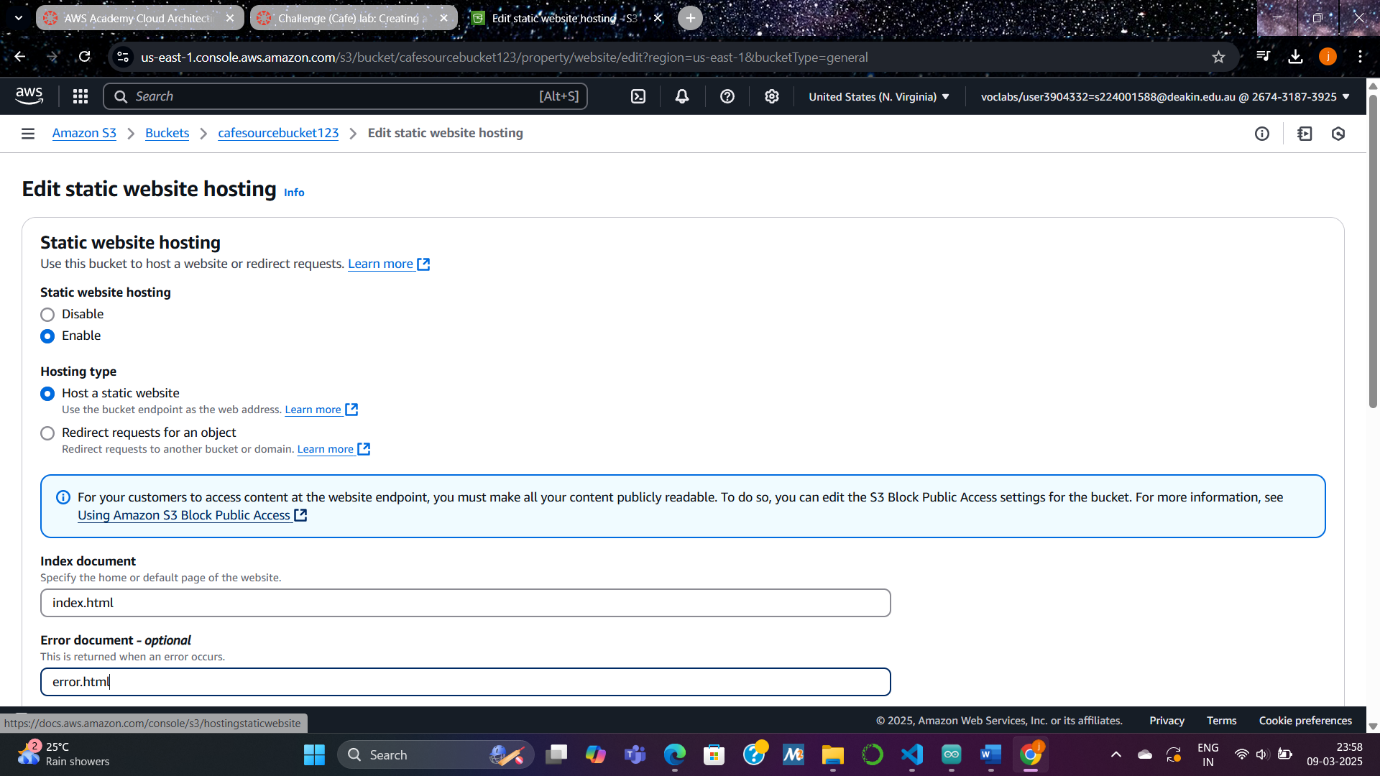 AWS Academy Cloud Architecti
Challenge (Cafe) lab: Creating a
Edit static website hosting - S3
us-east-1.console.aws.amazon.com/s3/bucket/cafesourcebucket123/property/website/edit?region=us-east-1&bucketType=general
j
aws
Search
[Alt+S]
United States (N. Virginia)
voclabs/user3904332=s224001588@deakin.edu.au @ 2674-3187-3925
Amazon S3
Buckets
cafesourcebucket123
Edit static website hosting
Edit static website hosting Info
Static website hosting
Use this bucket to host a website or redirect requests. Learn more
Static website hosting
Disable
Enable
Hosting type
Host a static website
Use the bucket endpoint as the web address. Learn more
Redirect requests for an object
Redirect requests to another bucket or domain. Learn more
For your customers to access content at the website endpoint, you must make all your content publicly readable. To do so, you can edit the S3 Block Public Access settings for the bucket. For more information, see
Using Amazon S3 Block Public Access
Index document
Specify the home or default page of the website.
index.html
Error document - optional
This is returned when an error occurs.
error.html
https://docs.aws.amazon.com/console/s3/hostingstaticwebsite
© 2025, Amazon Web Services, Inc. or its affiliates.
Privacy
Terms
Cookie preferences
2
25°C
Rain showers
Search
ENG
IN
23:58
09-03-2025